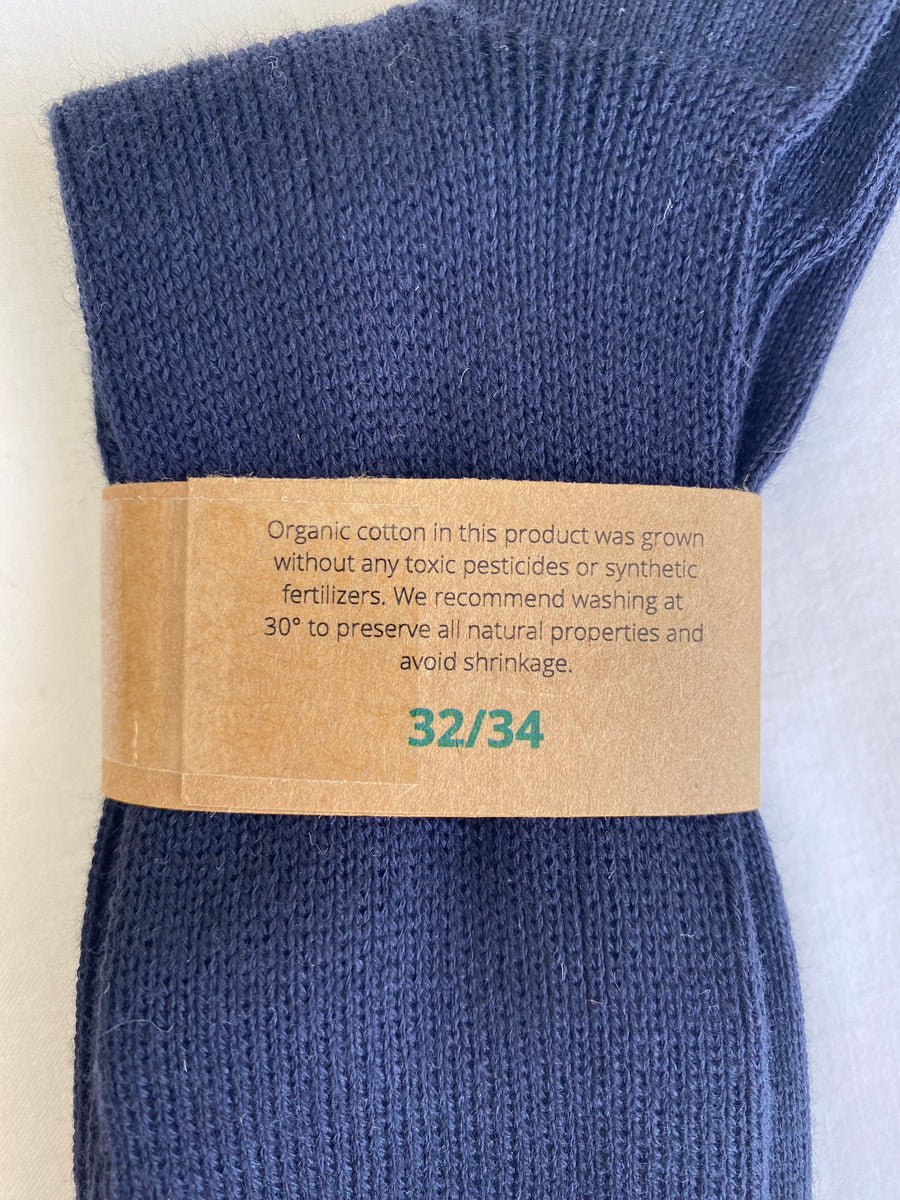 Organic cotton in this product was grown
without any toxic pesticides or synthetic
fertilizers. We recommend washing at
30° to preserve all natural properties and
avoid shrinkage.
32/34